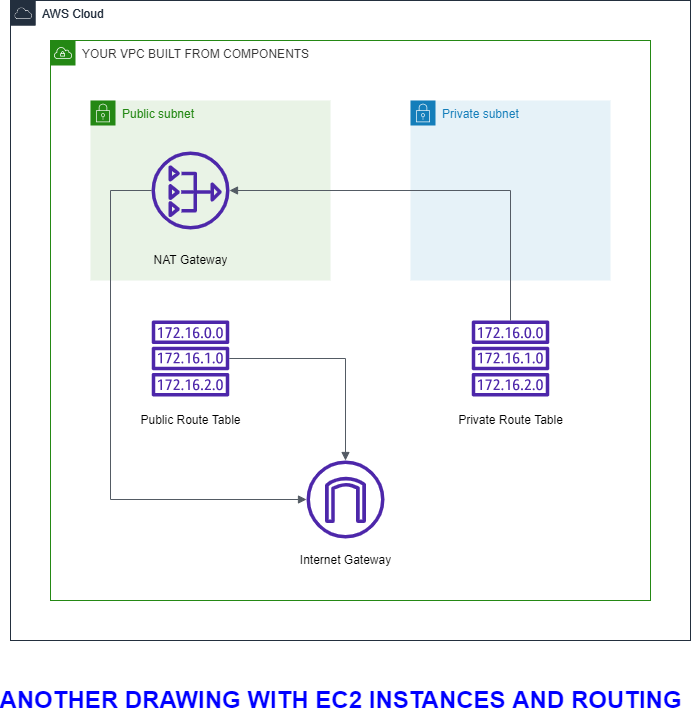 AWS Cloud
YOUR VPC BUILT FROM COMPONENTS
Public subnet
Private subnet
NAT Gateway
172.16.0.0
172.16.1.0
172.16.2.0
Public Route Table
172.16.0.0
172.16.1.0
172.16.2.0
Private Route Table
Internet Gateway
ANOTHER DRAWING WITH EC2 INSTANCES AND ROUTING